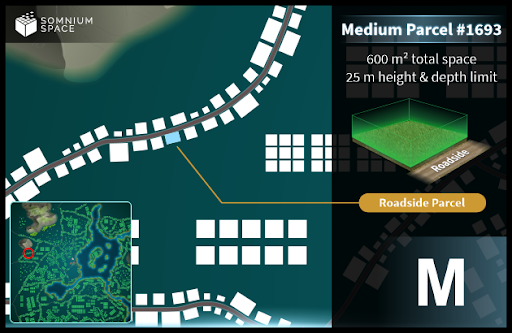 SOMNIUM
SPACE
Medium Parcel #1693
600 m² total space
25 m height & depth limit
Roadside
Roadside Parcel
M